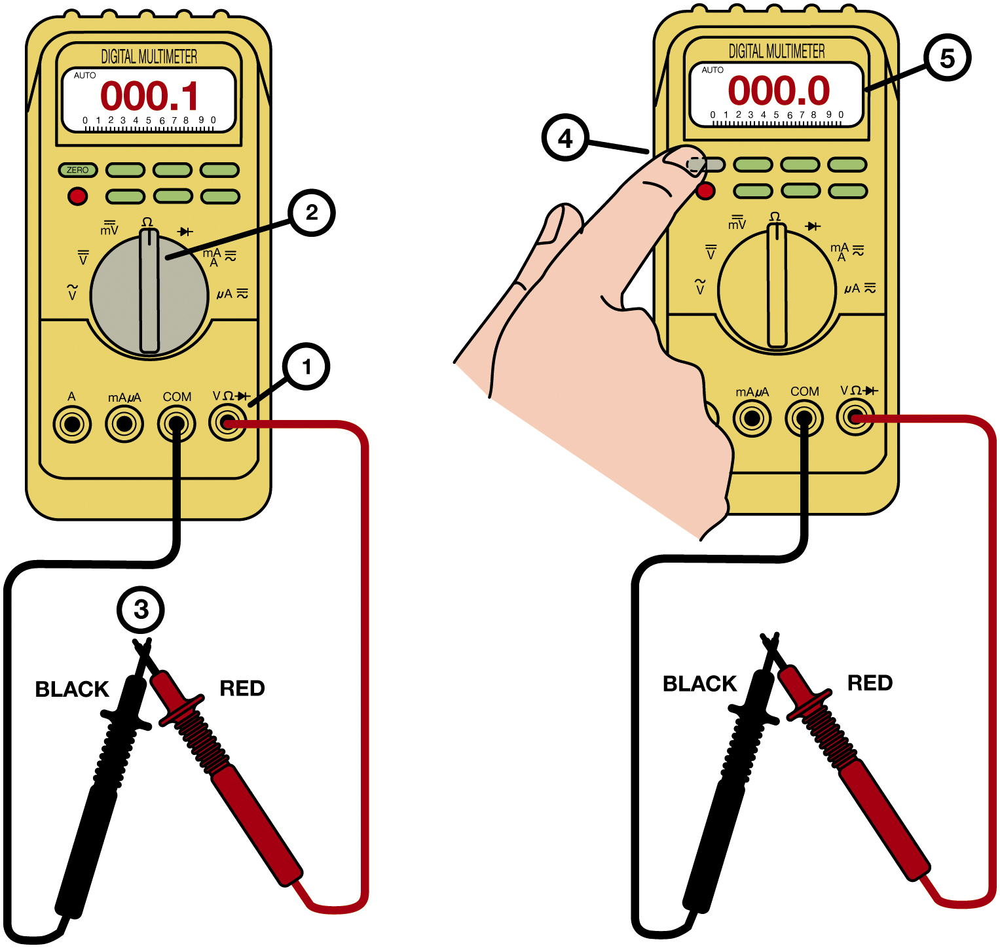 DIGITAL MULTIMETER
AUTO
000.1
0 1 2 3 4 5 6 7 8 9 0
ZERO
mV
Ω
V
mA
A
V
µA
2
1
A
mAµA
COM
V Ω
3
BLACK
RED
DIGITAL MULTIMETER
AUTO
000.0
0 1 2 3 4 5 6 7 8 9 0
5
4
mV
Ω
V
mA
A
V
µA
mAµA
COM
V Ω
BLACK
RED